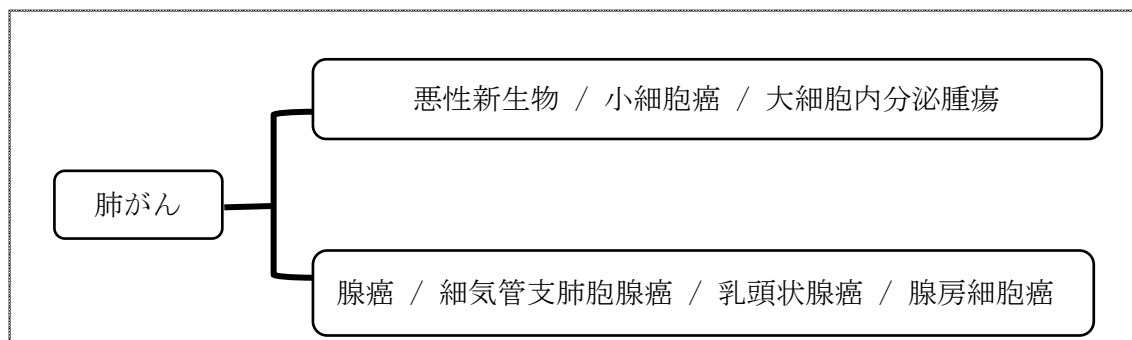 悪性新生物 / 小細胞癌 / 大細胞内分泌腫瘍
肺がん
腺癌 / 細気管支肺胞腺癌 / 乳頭状腺癌 / 腺房細胞癌